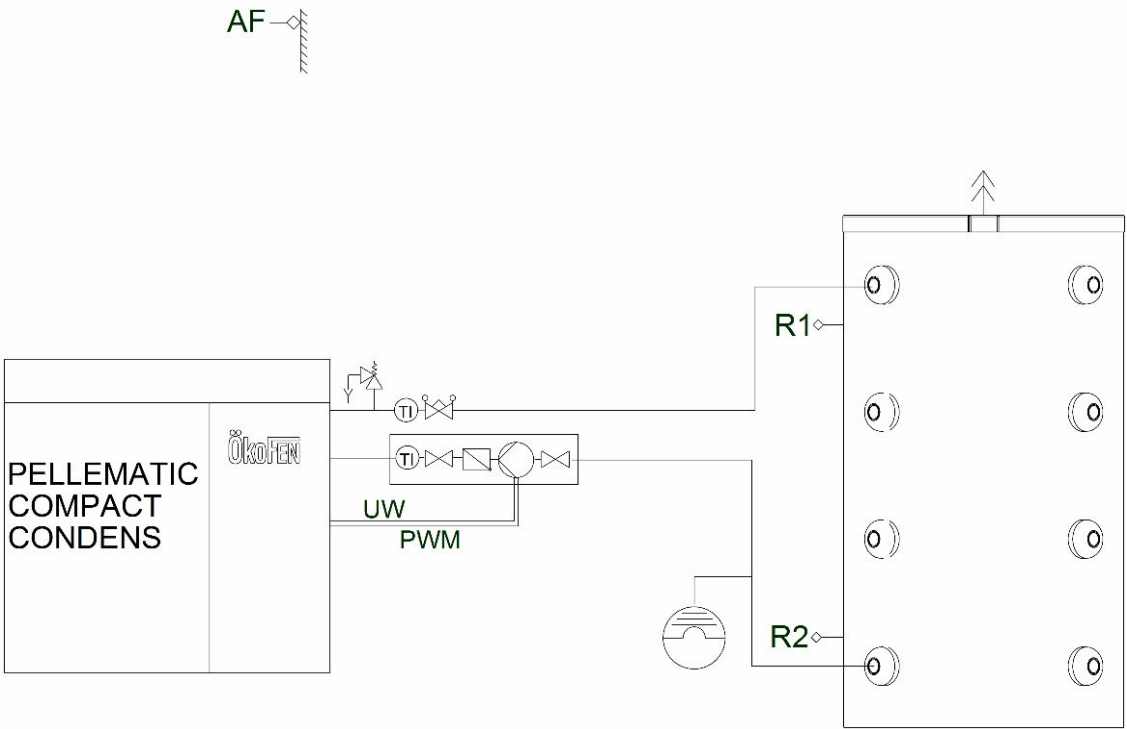 AF
R1
TI
ÖkoFEN
PELLEMATIC
COMPACT
CONDENS
TI
UW
PWM
R2